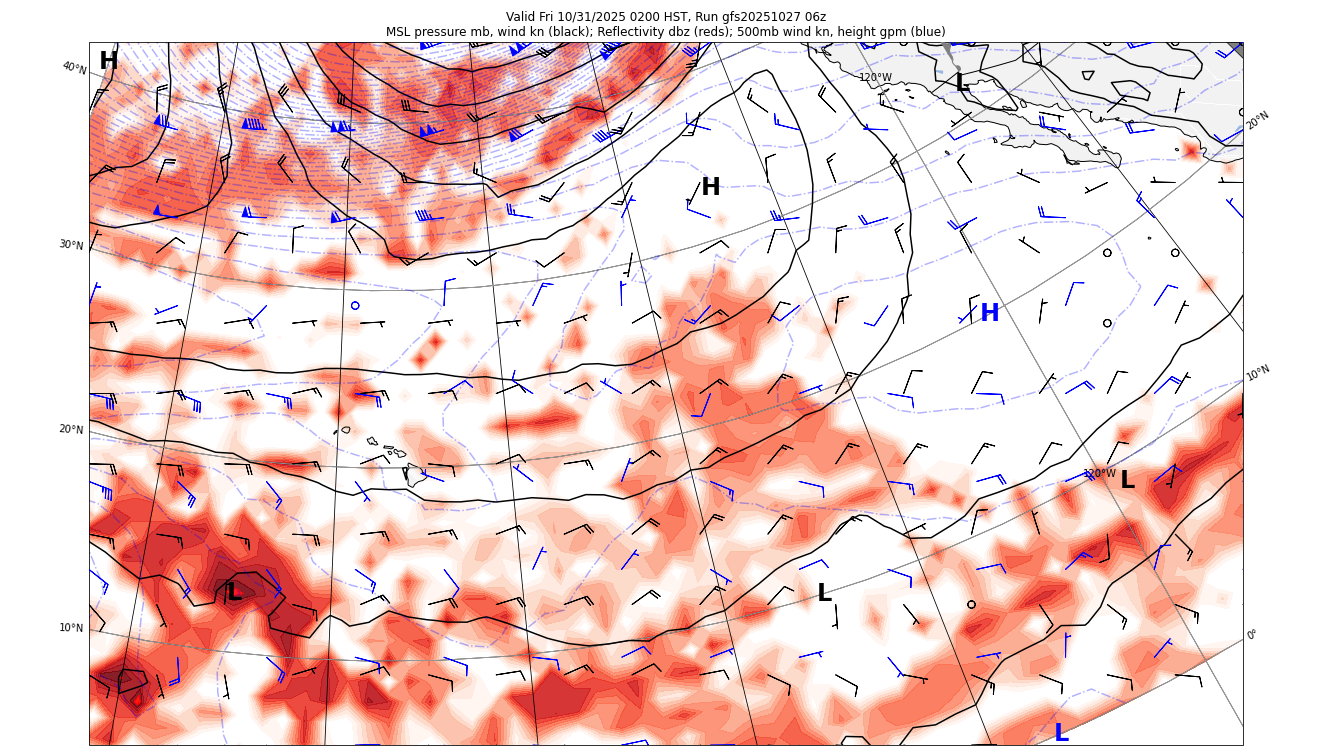 Valid Fri 10/31/2025 0200 HST, Run gfs20251027 06z
MSL pressure mb, wind kn (black); Reflectivity dbz (reds); 500mb wind kn, height gpm (blue)
H
40°N
120°W
L
20°N
H
30°N
H
10°N
20°N
120°W
L
L
L
10°N
0°
L